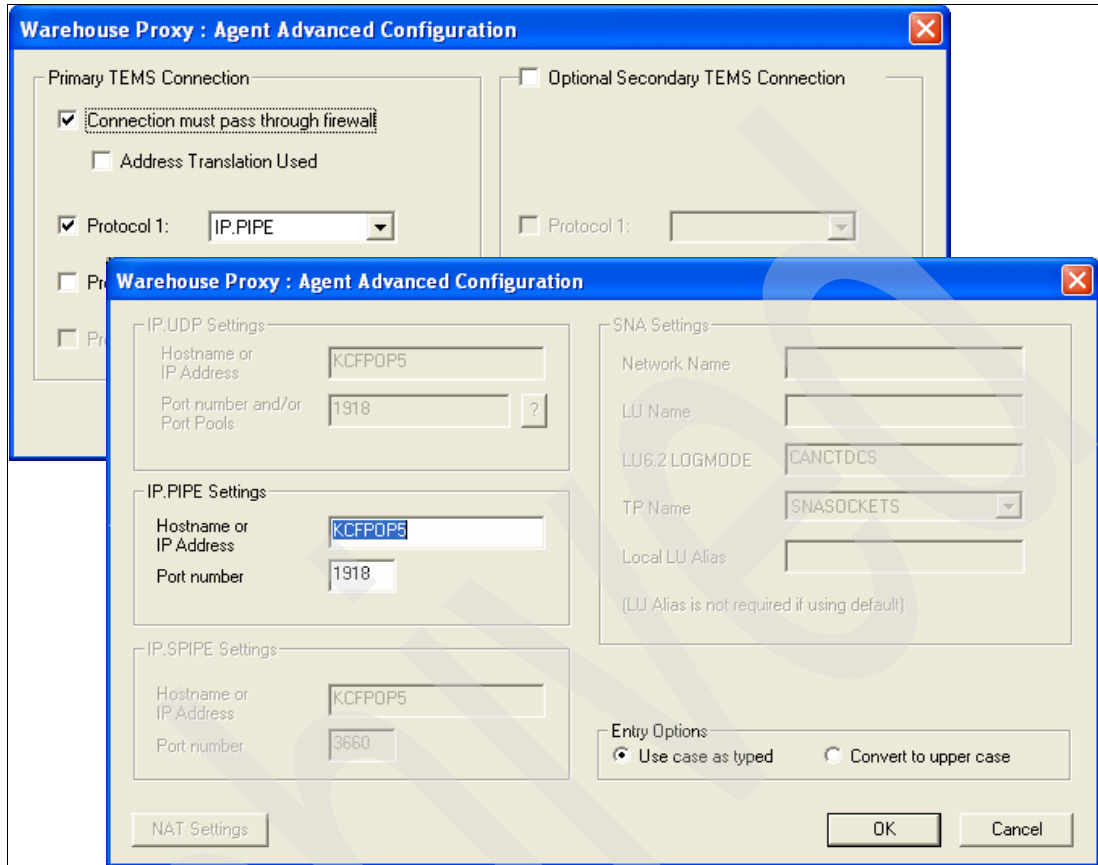 Warehouse Proxy : Agent Advanced Configuration
Primary TEMS Connection
Optional Secondary TEMS Connection
Connection must pass through firewall
Address Translation Used
Protocol 1: IP.PIPE
Protocol 1:
Pr
Pr
Warehouse Proxy : Agent Advanced Configuration
IP.UDP Settings
Hostname or
IP Address
KCFPOP5
Port number and/or
Port Pools
1918
?
IP.PIPE Settings
Hostname or
IP Address
KCFPOP5
Port number
1918
IP.SPIPE Settings
Hostname or
IP Address
KCFPOP5
Port number
3660
SNA Settings
Network Name
LU Name
LU6.2 LOGMODE
CANCTDCS
TP Name
SNASOCKETS
Local LU Alias
(LU Alias is not required if using default)
Entry Options
Use case as typed
Convert to upper case
NAT Settings
OK
Cancel